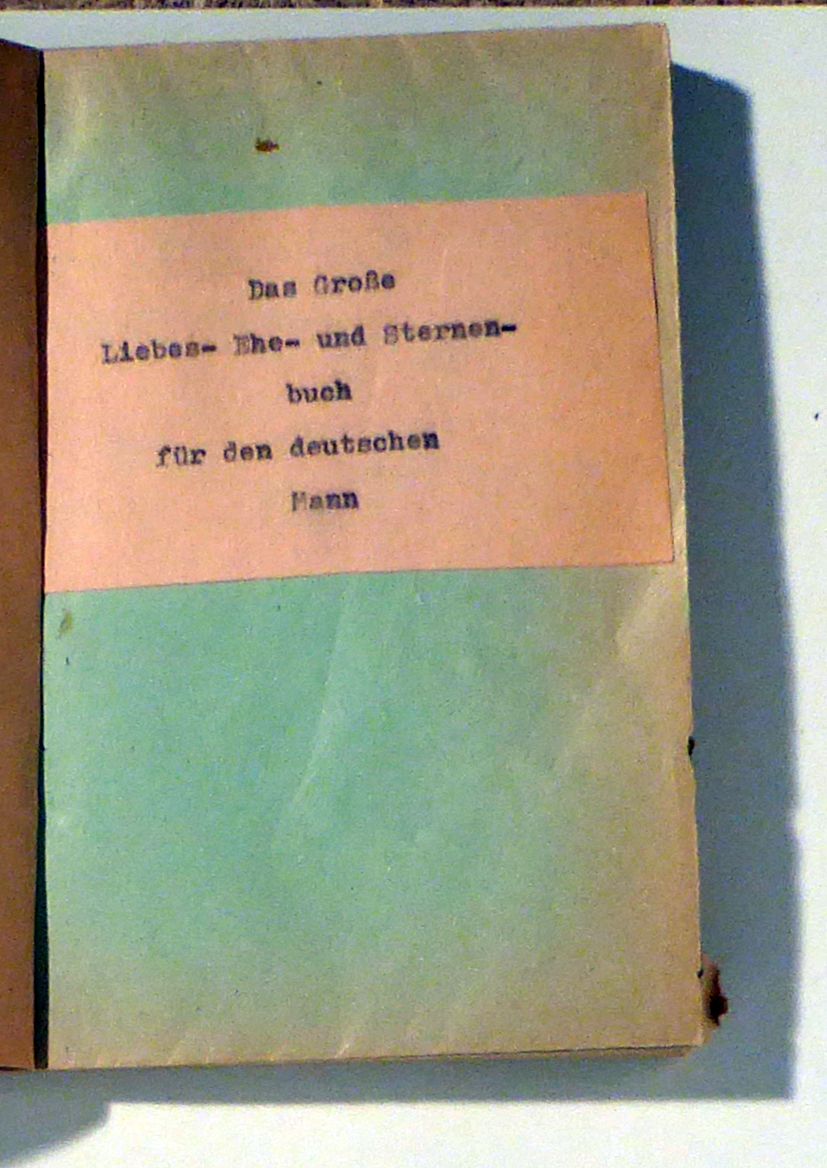 Das Große
Liebes- Ehe- und Sternen-
buch
für den deutschen
Mann